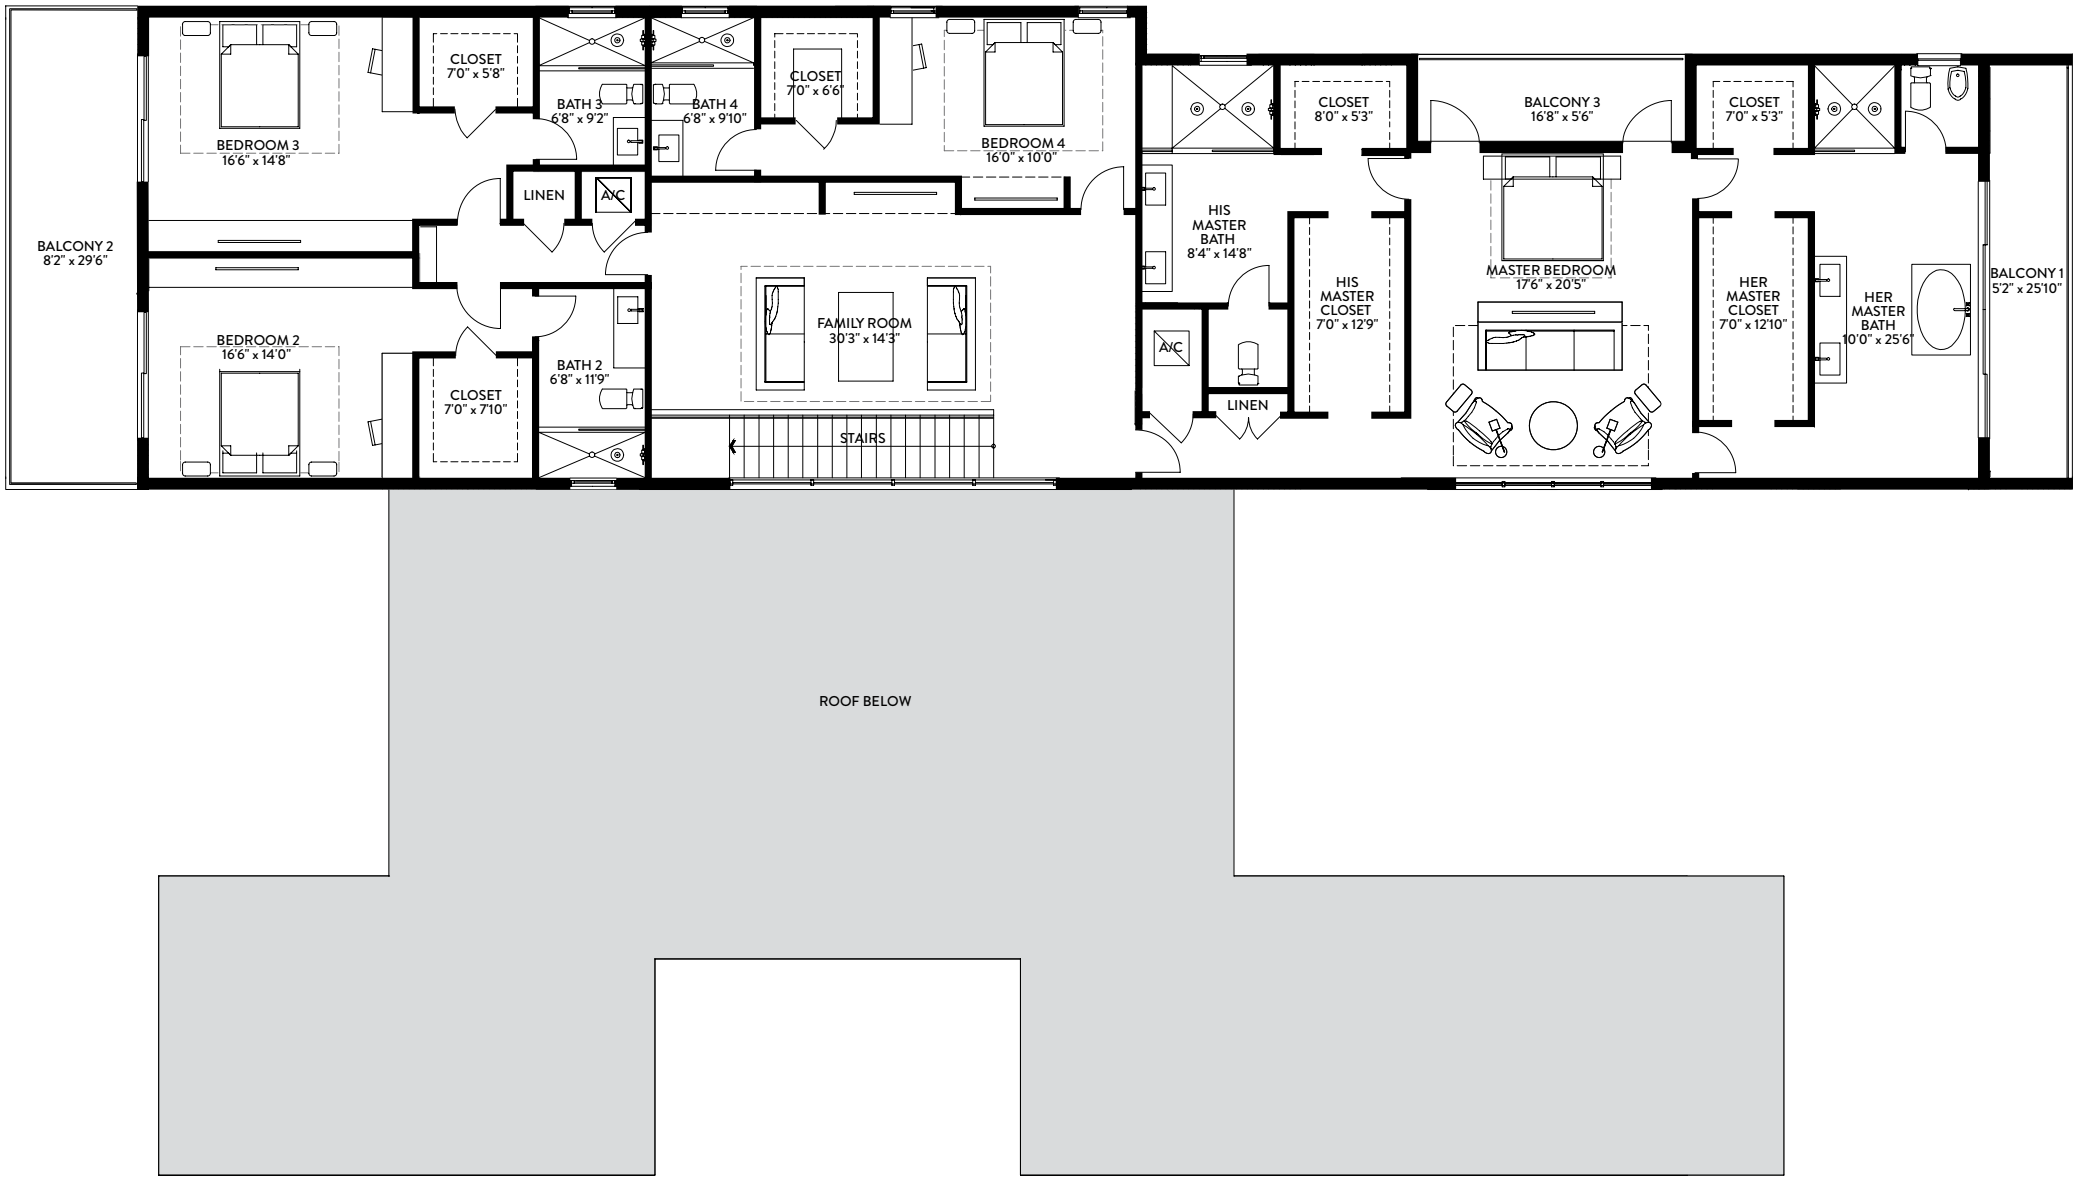 BALCONY 2
8'2" x 29'6"
BEDROOM 3
16'6" x 14'8"
CLOSET
7'0" x 5'8"
BATH 3
6'8" x 9'2"
BATH 4
6'8" x 9'10"
CLOSET
7'0" x 6'6"
BEDROOM 4
16'0" x 10'0"
LINEN
A/C
BEDROOM 2
16'6" x 14'0"
CLOSET
7'0" x 7'10"
BATH 2
6'8" x 11'9"
FAMILY ROOM
30'3" x 14'3"
STAIRS
CLOSET
8'0" x 5'3"
HIS
MASTER
BATH
8'4" x 14'8"
A/C
LINEN
HIS
MASTER
CLOSET
7'0" x 12'9"
BALCONY 3
16'8" x 5'6"
MASTER BEDROOM
17'6" x 20'5"
CLOSET
7'0" x 5'3"
HER
MASTER
CLOSET
7'0" x 12'10"
HER
MASTER
BATH
10'0" x 25'6"
BALCONY 1
5'2" x 25'10"
ROOF BELOW